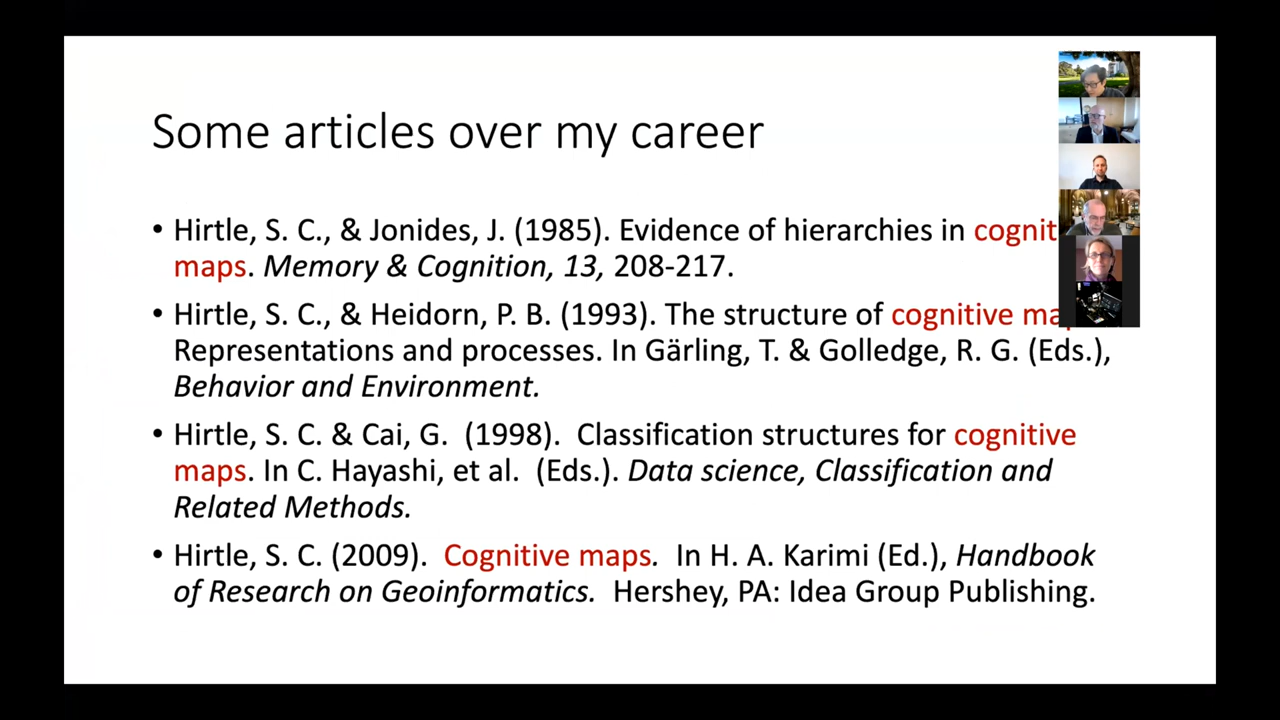 Some articles over my career
• Hirtle, S. C., & Jonides, J. (1985). Evidence of hierarchies in
maps. Memory & Cognition, 13, 208-217.
• Hirtle, S. C., & Heidorn, P. B. (1993). The structure of cognitive
Representations and processes. In Gärling, T. & Golledge, R. G. (Eds.),
Behavior and Environment.
• Hirtle, S. C. & Cai, G. (1998). Classification structures for cognitive
maps. In C. Hayashi, et al. (Eds.). Data science, Classification and
Related Methods.
• Hirtle, S. C. (2009). Cognitive maps. In H. A. Karimi (Ed.), Handbook
of Research on Geoinformatics. Hershey, PA: Idea Group Publishing.